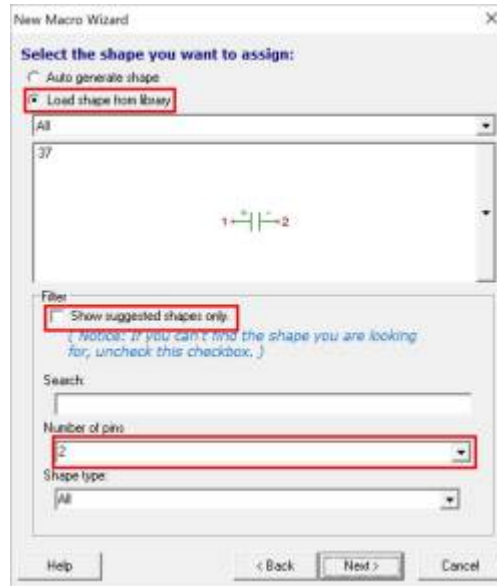 New Macro Wizard
Select the shape you want to assign:
Auto generate shape
Load shape from library
All
37
1 + - 2
Filter
Show suggested shapes only.
( Notice: If you can't find the shape you are looking
for, uncheck this checkbox. )
Search:
Number of pins
2
Shape type:
All
Help
< Back
Next >
Cancel